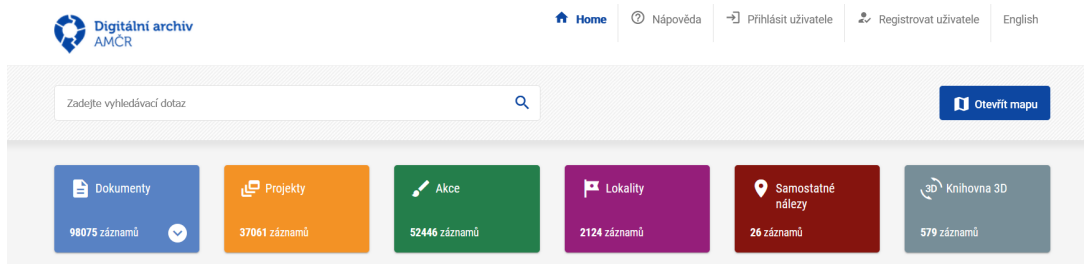 Digitální archiv
AMČR
Home
Nápověda
Přihlásit uživatele
Registrovat uživatele
English
Zadejte vyhledávací dotaz
Otevřít mapu
Dokumenty
98075 záznamů
Projekty
37061 záznamů
Akce
52446 záznamů
Lokality
2124 záznamů
Samostatné
nálezy
26 záznamů
3D
Knihovna 3D
579 záznamů